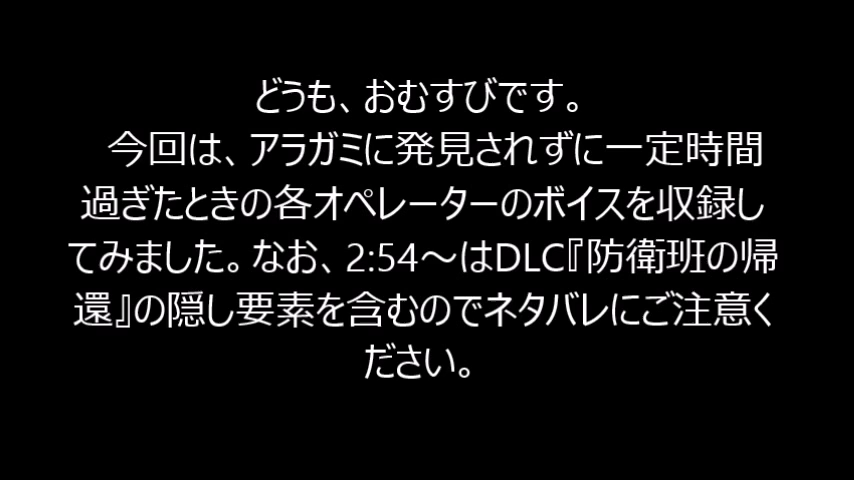 どうも、おむすびです。
今回は、アラガミに発見されずに一定時間
過ぎたときの各オペレーターのボイスを収録し
てみました。なお、2:54～はDLC『防衛班の帰
還』の隠し要素を含むのでネタバレにご注意く
ださい。